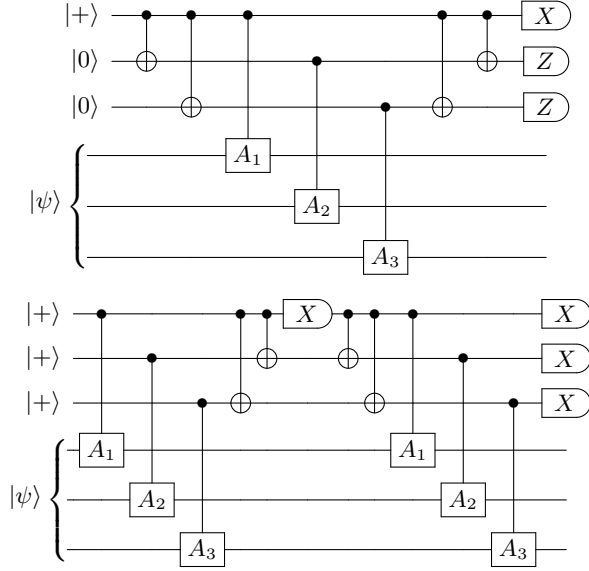 |+⟩ X
|0⟩ Z
|0⟩ Z
A₁
|ψ⟩ A₂
A₃
|+⟩ X X
|+⟩ X
|+⟩ X
A₁ A₁
|ψ⟩ A₂ A₂
A₃ A₃